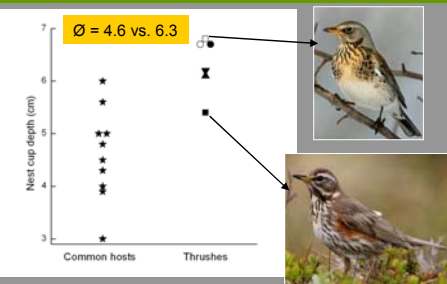 Ø = 4.6 vs. 6.3
7
6
5
4
3
Nest cup depth (cm)
Common hosts
Thrushes